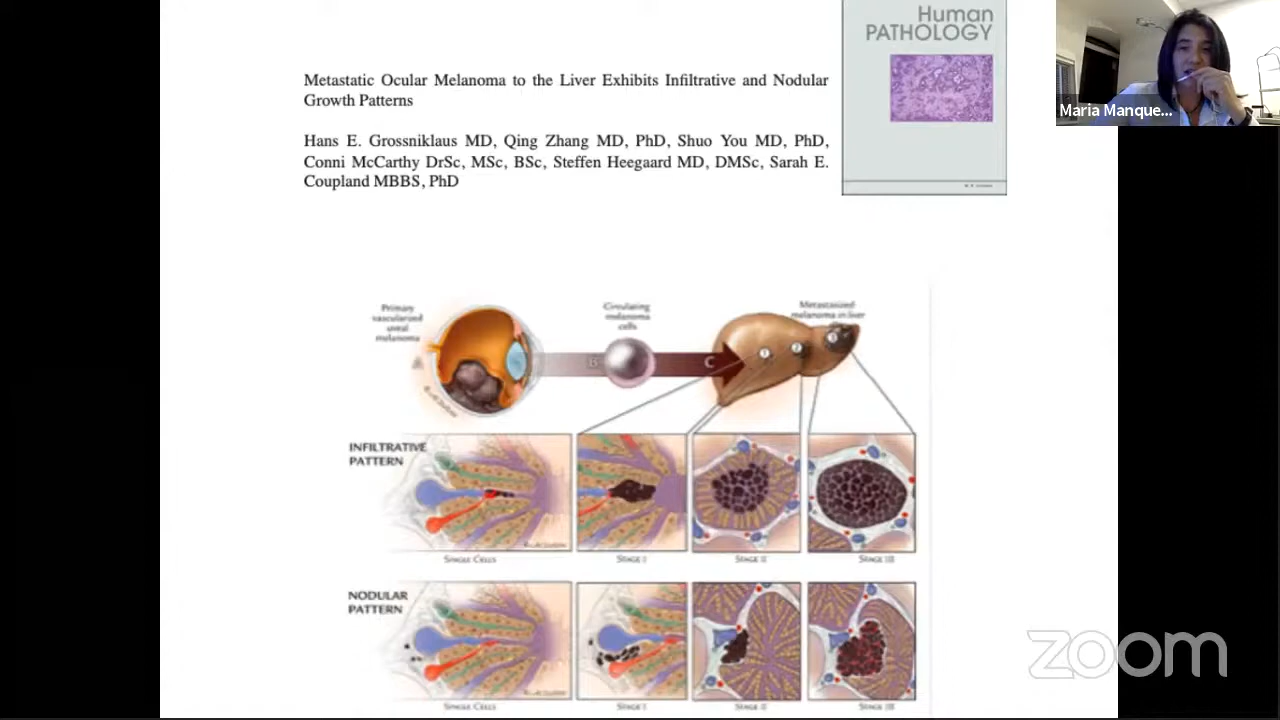 Human
PATHOLOGY
Metastatic Ocular Melanoma to the Liver Exhibits Infiltrative and Nodular
Growth Patterns
Hans E. Grossniklaus MD, Qing Zhang MD, PhD, Shuo You MD, PhD,
Conni McCarthy DrSc, MSc, BSc, Steffen Heegaard MD, DMSc, Sarah E.
Coupland MBBS, PhD
Maria Manque...
Primary
vascularized
uveal
melanoma
Circulating
melanoma
cells
Metastasized
melanoma in liver
A
B
C
1
2
3
INFILTRATIVE
PATTERN
SINGLE CELLS
STAGE I
STAGE II
STAGE III
NODULAR
PATTERN
SINGLE CELLS
STAGE I
STAGE II
STAGE III
zoom